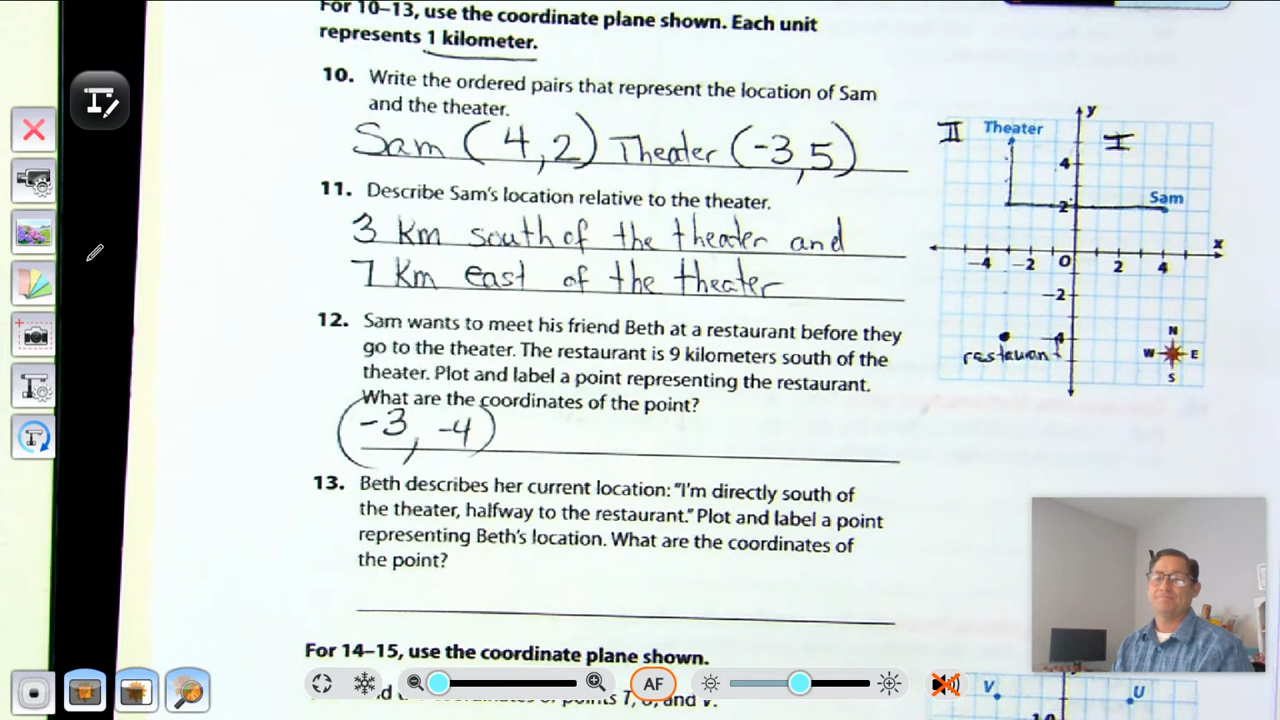 For 10–13, use the coordinate plane shown. Each unit
represents 1 kilometer.
10. Write the ordered pairs that represent the location of Sam
and the theater.
Sam (4,2) Theater (-3,5)
11. Describe Sam's location relative to the theater.
3 km south of the theater and
7 km east of the theater
12. Sam wants to meet his friend Beth at a restaurant before they
go to the theater. The restaurant is 9 kilometers south of the
theater. Plot and label a point representing the restaurant.
What are the coordinates of the point?
(-3, -4)
13. Beth describes her current location: "I'm directly south of
the theater, halfway to the restaurant." Plot and label a point
representing Beth's location. What are the coordinates of
the point?
For 14–15, use the coordinate plane shown.
and V.
y
II Theater I
4
2 Sam
x
-4 -2 O 2 4
-2
N
W E
S
V U
10
AF